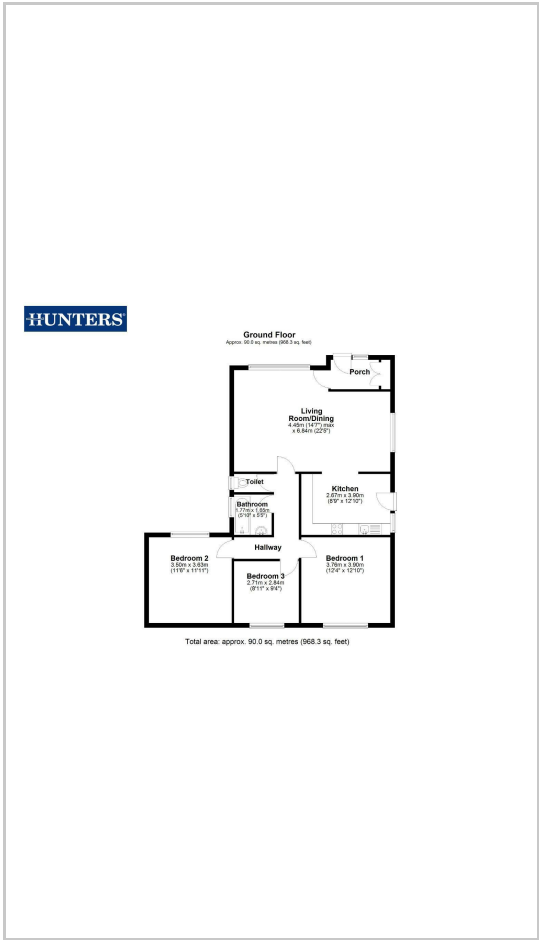 HUNTERS
Ground Floor
Approx. 90.0 sq. metres (968.3 sq. feet)
Porch
Living
Room/Dining
4.45m (14'7") max
x 6.84m (22'5")
Toilet
Kitchen
2.67m x 3.90m
(8'9" x 12'10")
Bathroom
1.77m x 1.65m
(5'10" x 5'5")
Hallway
Bedroom 2
3.50m x 3.63m
(11'6" x 11'11")
Bedroom 1
3.76m x 3.90m
(12'4" x 12'10")
Bedroom 3
2.71m x 2.84m
(8'11" x 9'4")
Total area: approx. 90.0 sq. metres (968.3 sq. feet)